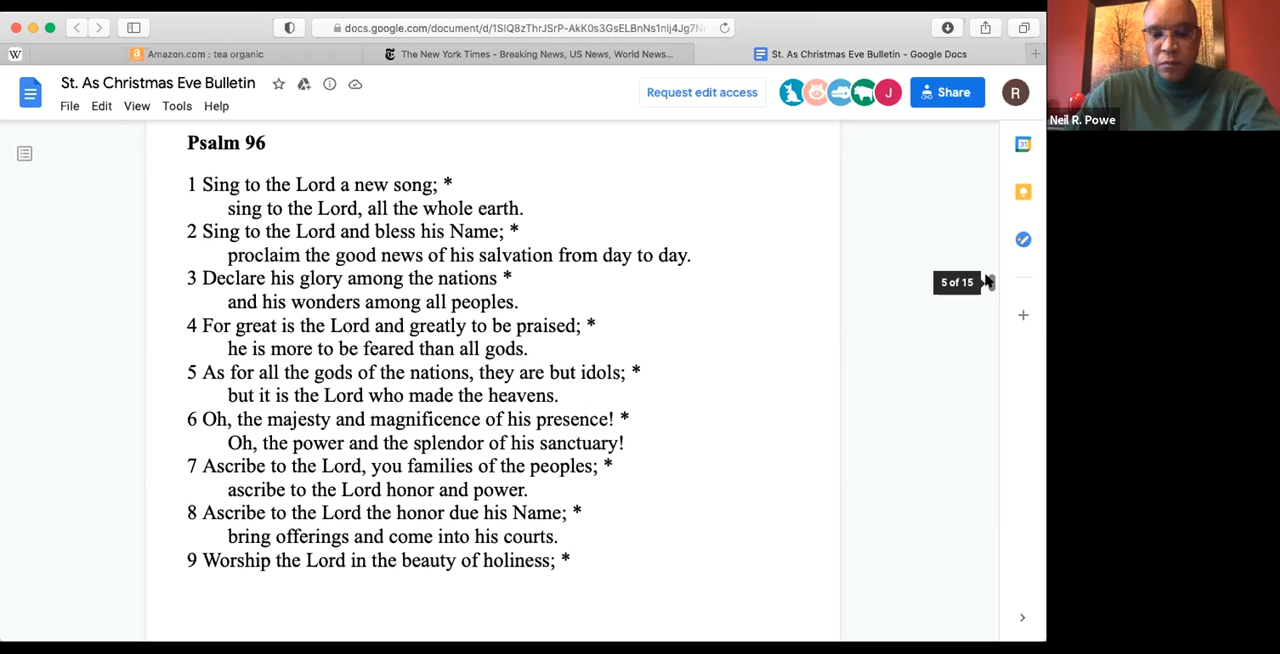 docs.google.com/document/d/1SIQ8zThrJSrP-AkK0s3GsELBnNs1nlj4Jg7N
W
a Amazon.com : tea organic
The New York Times - Breaking News, US News, World News...
St. As Christmas Eve Bulletin - Google Docs
St. As Christmas Eve Bulletin
File Edit View Tools Help
Request edit access
J
Share
R
Neil R. Powe
31
Psalm 96
1 Sing to the Lord a new song; *
sing to the Lord, all the whole earth.
2 Sing to the Lord and bless his Name; *
proclaim the good news of his salvation from day to day.
3 Declare his glory among the nations *
and his wonders among all peoples.
4 For great is the Lord and greatly to be praised; *
he is more to be feared than all gods.
5 As for all the gods of the nations, they are but idols; *
but it is the Lord who made the heavens.
6 Oh, the majesty and magnificence of his presence! *
Oh, the power and the splendor of his sanctuary!
7 Ascribe to the Lord, you families of the peoples; *
ascribe to the Lord honor and power.
8 Ascribe to the Lord the honor due his Name; *
bring offerings and come into his courts.
9 Worship the Lord in the beauty of holiness; *
5 of 15